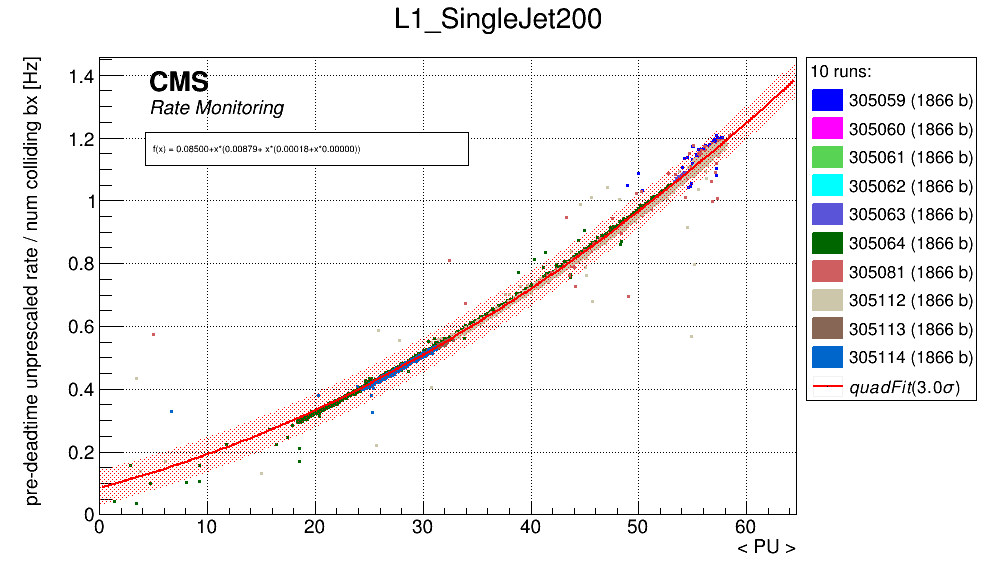 L1_SingleJet200
pre-deadtime unprescaled rate / num colliding bx [Hz]
CMS
Rate Monitoring
f(x) = 0.08500+x*(0.00879+ x*(0.00018+x*0.00000))
1.4
1.2
1
0.8
0.6
0.4
0.2
0
0 10 20 30 40 50 60
< PU >
10 runs:
305059 (1866 b)
305060 (1866 b)
305061 (1866 b)
305062 (1866 b)
305063 (1866 b)
305064 (1866 b)
305081 (1866 b)
305112 (1866 b)
305113 (1866 b)
305114 (1866 b)
quadFit(3.0σ)